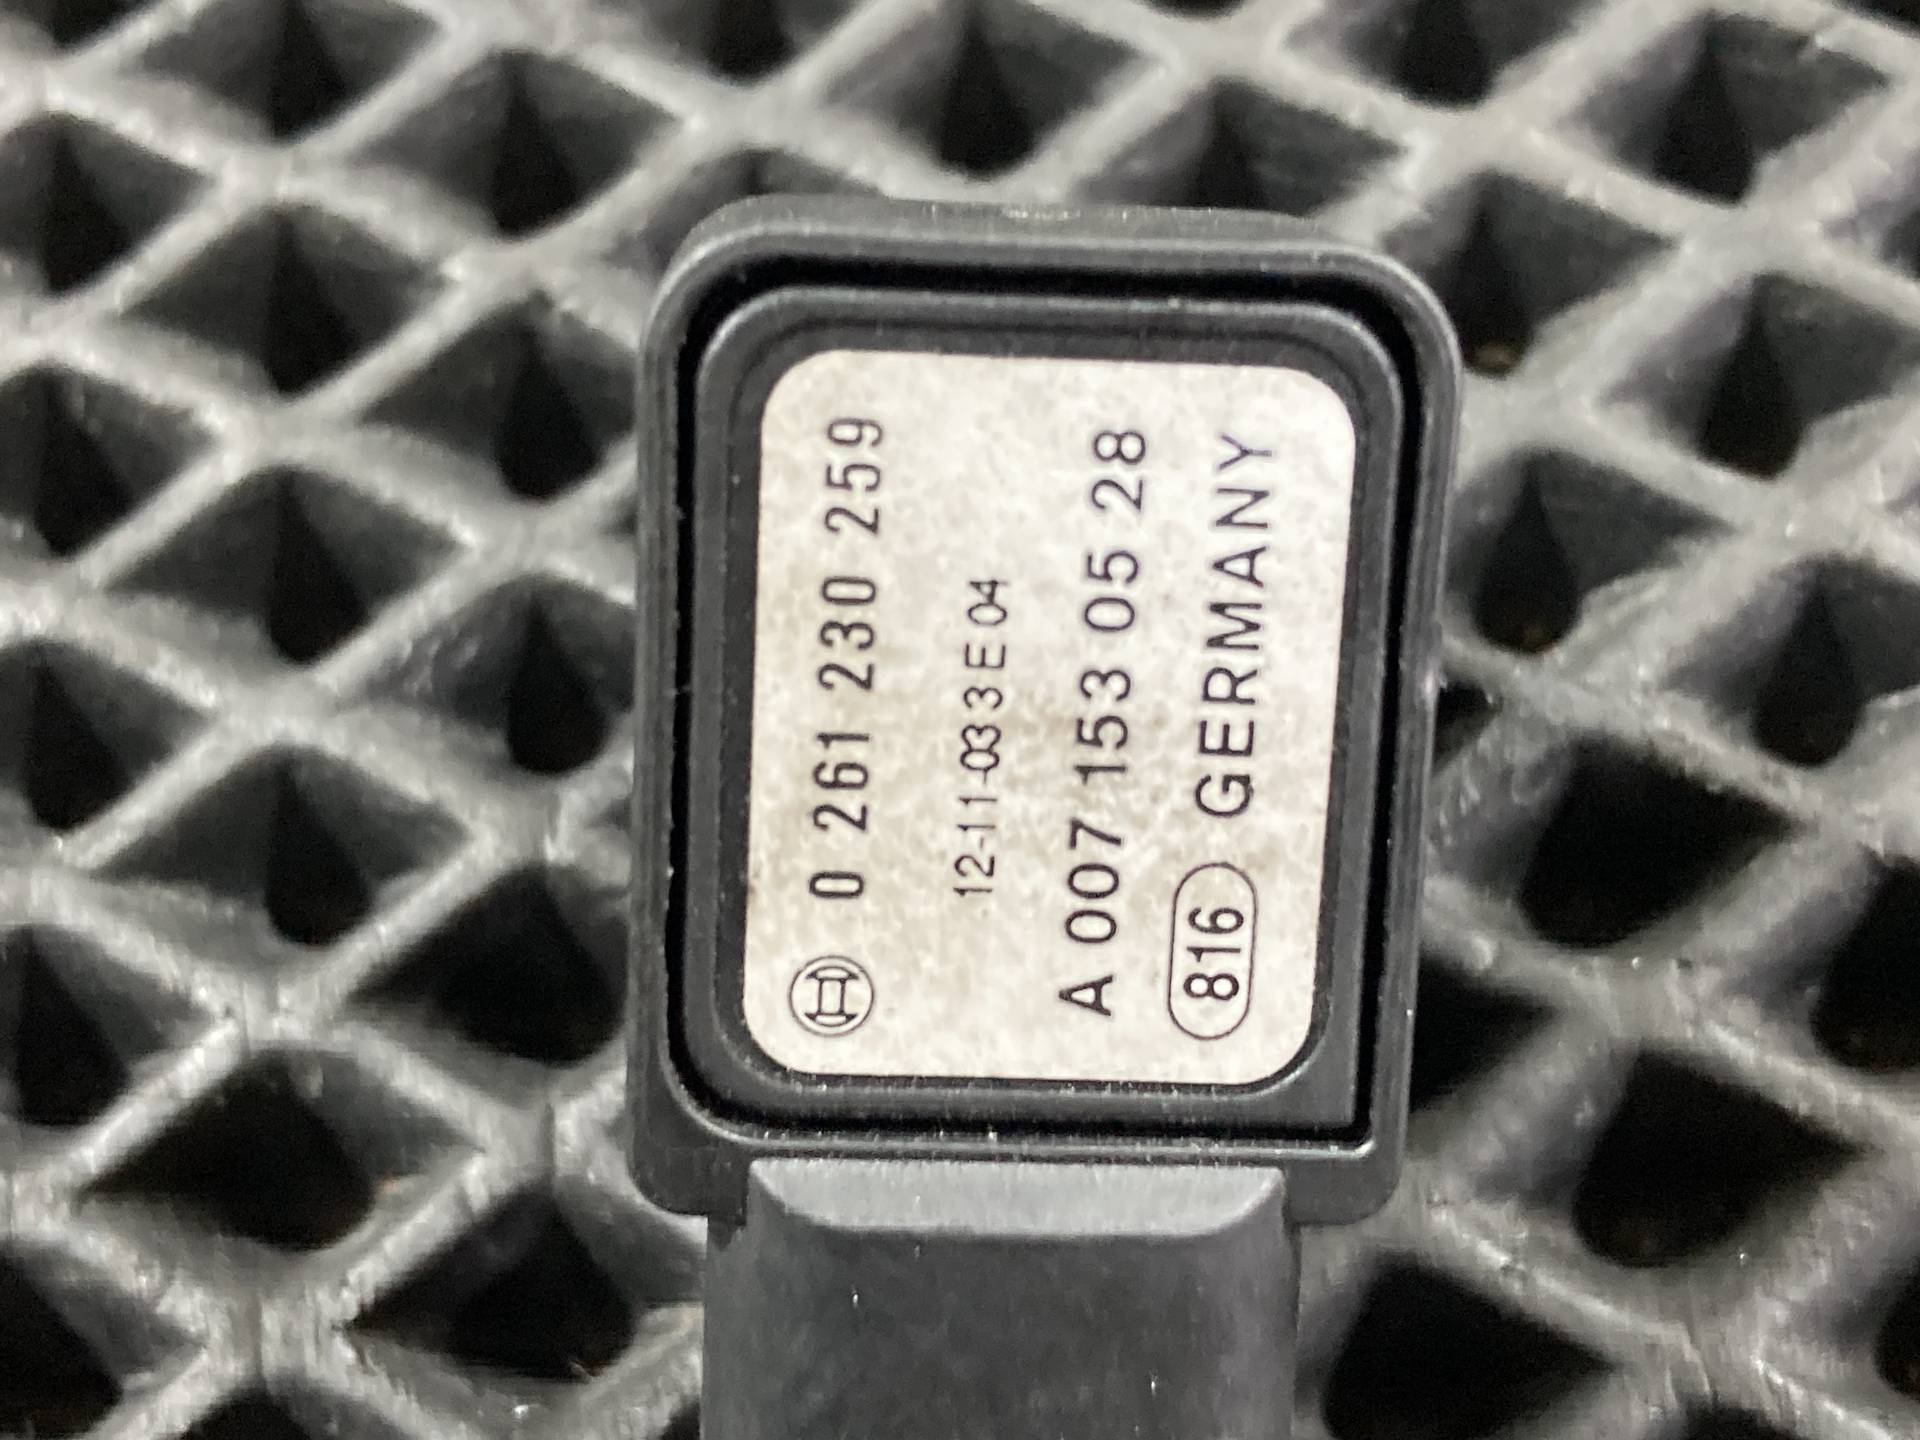 0 261 230 259
12-11-03 3 E 04
A 007 153 05 28
816 GERMANY